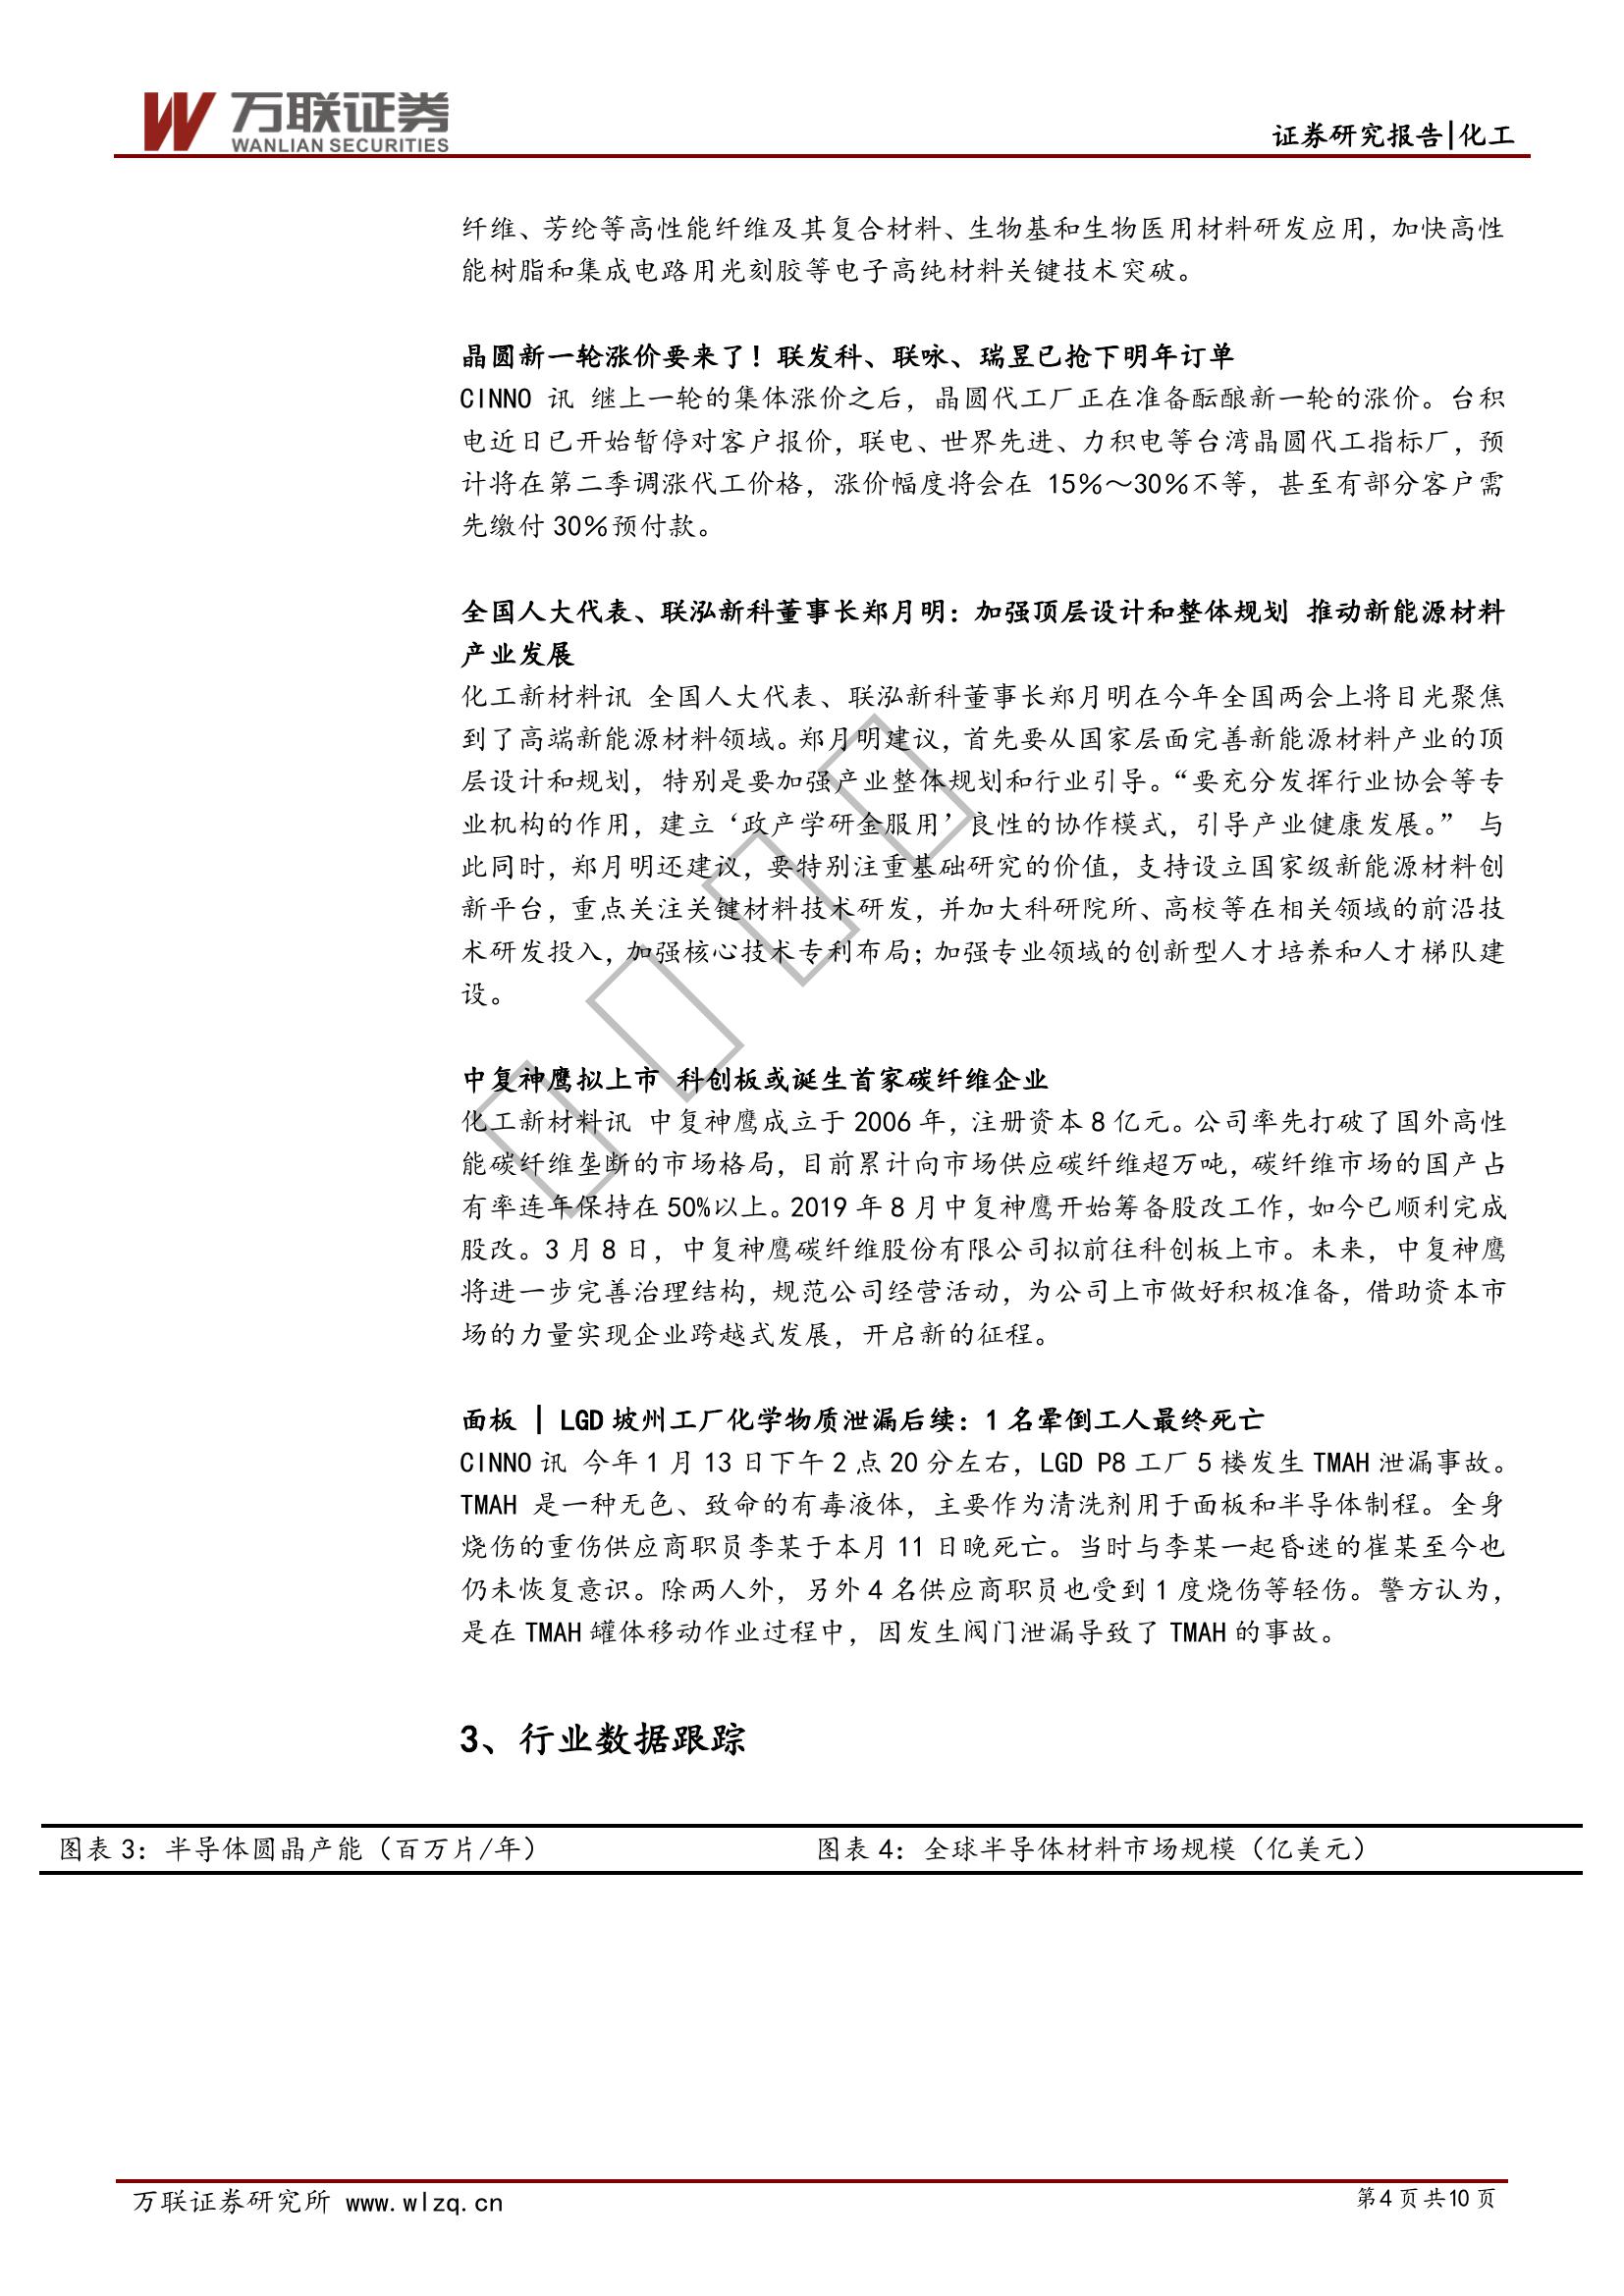 万联证券
WANLIAN SECURITIES
证券研究报告|化工
纤维、芳纶等高性能纤维及其复合材料、生物基和生物医用材料研发应用，加快高性
能树脂和集成电路用光刻胶等电子高纯材料关键技术突破。
晶圆新一轮涨价要来了！联发科、联咏、瑞昱已抢下明年订单
CINNO 讯 继上一轮的集体涨价之后，晶圆代工厂正在准备酝酿新一轮的涨价。台积
电近日已开始暂停对客户报价，联电、世界先进、力积电等台湾晶圆代工指标厂，预
计将在第二季调涨代工价格，涨价幅度将会在 15%～30%不等，甚至有部分客户需
先缴付 30%预付款。
全国人大代表、联泓新科董事长郑月明：加强顶层设计和整体规划 推动新能源材料
产业发展
化工新材料讯 全国人大代表、联泓新科董事长郑月明在今年全国两会上将目光聚焦
到了高端新能源材料领域。郑月明建议，首先要从国家层面完善新能源材料产业的顶
层设计和规划，特别是要加强产业整体规划和行业引导。“要充分发挥行业协会等专
业机构的作用，建立‘政产学研金服用’良性的协作模式，引导产业健康发展。” 与
此同时，郑月明还建议，要特别注重基础研究的价值，支持设立国家级新能源材料创
新平台，重点关注关键材料技术研发，并加大科研院所、高校等在相关领域的前沿技
术研发投入，加强核心技术专利布局；加强专业领域的创新型人才培养和人才梯队建
设。
中复神鹰拟上市 科创板或诞生首家碳纤维企业
化工新材料讯 中复神鹰成立于 2006 年，注册资本 8 亿元。公司率先打破了国外高性
能碳纤维垄断的市场格局，目前累计向市场供应碳纤维超万吨，碳纤维市场的国产占
有率连年保持在 50%以上。2019 年 8 月中复神鹰开始筹备股改工作，如今已顺利完成
股改。3 月 8 日，中复神鹰碳纤维股份有限公司拟前往科创板上市。未来，中复神鹰
将进一步完善治理结构，规范公司经营活动，为公司上市做好积极准备，借助资本市
场的力量实现企业跨越式发展，开启新的征程。
面板 | LGD 坡州工厂化学物质泄漏后续：1 名晕倒工人最终死亡
CINNO 讯 今年 1 月 13 日下午 2 点 20 分左右，LGD P8 工厂 5 楼发生 TMAH 泄漏事故。
TMAH 是一种无色、致命的有毒液体，主要作为清洗剂用于面板和半导体制程。全身
烧伤的重伤供应商职员李某于本月 11 日晚死亡。当时与李某一起昏迷的崔某至今也
仍未恢复意识。除两人外，另外 4 名供应商职员也受到 1 度烧伤等轻伤。警方认为，
是在 TMAH 罐体移动作业过程中，因发生阀门泄漏导致了 TMAH 的事故。
3、行业数据跟踪
图表 3：半导体圆晶产能（百万片/年）
图表 4：全球半导体材料市场规模（亿美元）
万联证券研究所 www.wlzq.cn
第 4 页 共 10 页